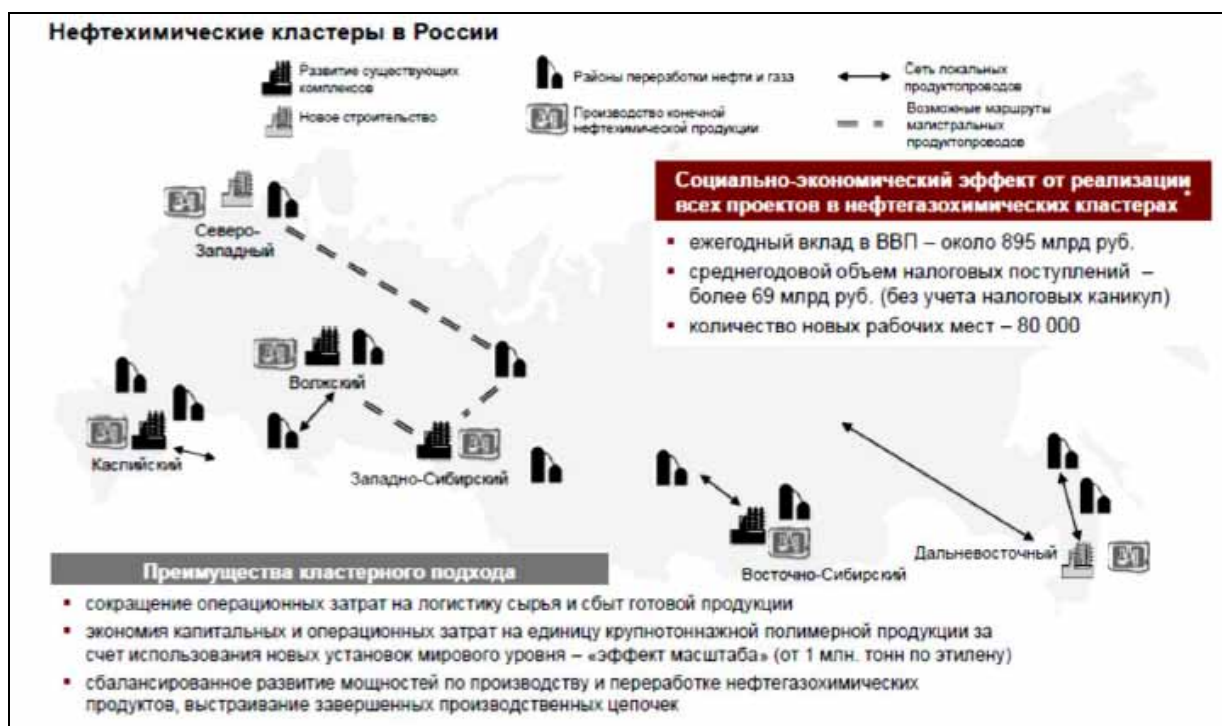 Нефтехимические кластеры в России
Развитие существующих
комплексов
Районы переработки нефти и газа
Сеть локальных
продуктопроводов
Новое строительство
Производство конечной
нефтехимической продукции
Возможные маршруты
магистральных
продуктопроводов
Социально-экономический эффект от реализации
всех проектов в нефтегазохимических кластерах *
▪ ежегодный вклад в ВВП – около 895 млрд руб.
▪ среднегодовой объем налоговых поступлений –
более 69 млрд руб. (без учета налоговых каникул)
▪ количество новых рабочих мест – 80 000
Северо-
Западный
Волжский
Каспийский
Западно-Сибирский
Восточно-Сибирский
Дальневосточный
Преимущества кластерного подхода
▪ сокращение операционных затрат на логистику сырья и сбыт готовой продукции
▪ экономия капитальных и операционных затрат на единицу крупнотоннажной полимерной продукции за
счет использования новых установок мирового уровня – «эффект масштаба» (от 1 млн. тонн по этилену)
▪ сбалансированное развитие мощностей по производству и переработке нефтегазохимических
продуктов, выстраивание завершенных производственных цепочек